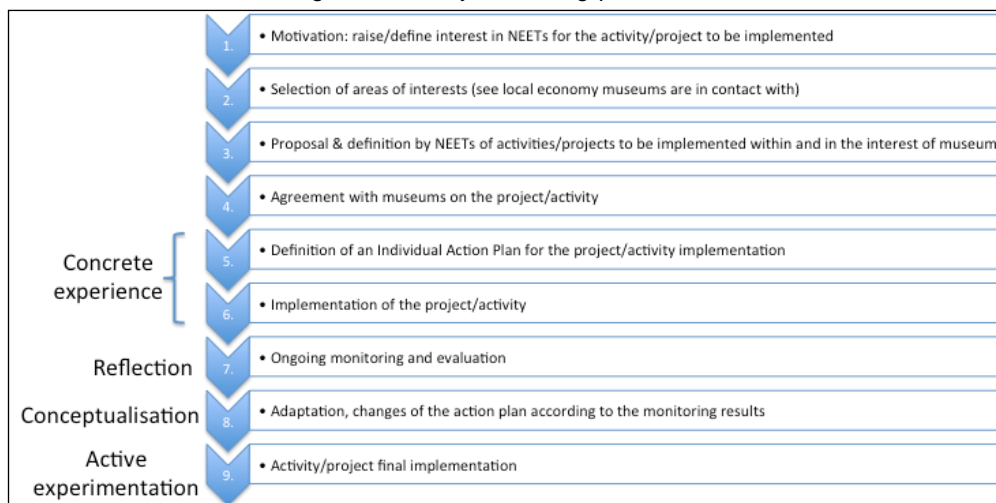 1.
• Motivation: raise/define interest in NEETs for the activity/project to be implemented
2.
• Selection of areas of interests (see local economy museums are in contact with)
3.
• Proposal & definition by NEETs of activities/projects to be implemented within and in the interest of museum
4.
• Agreement with museums on the project/activity
Concrete
experience
5.
• Definition of an Individual Action Plan for the project/activity implementation
6.
• Implementation of the project/activity
Reflection
7.
• Ongoing monitoring and evaluation
Conceptualisation
8.
• Adaptation, changes of the action plan according to the monitoring results
Active
experimentation
9.
• Activity/project final implementation